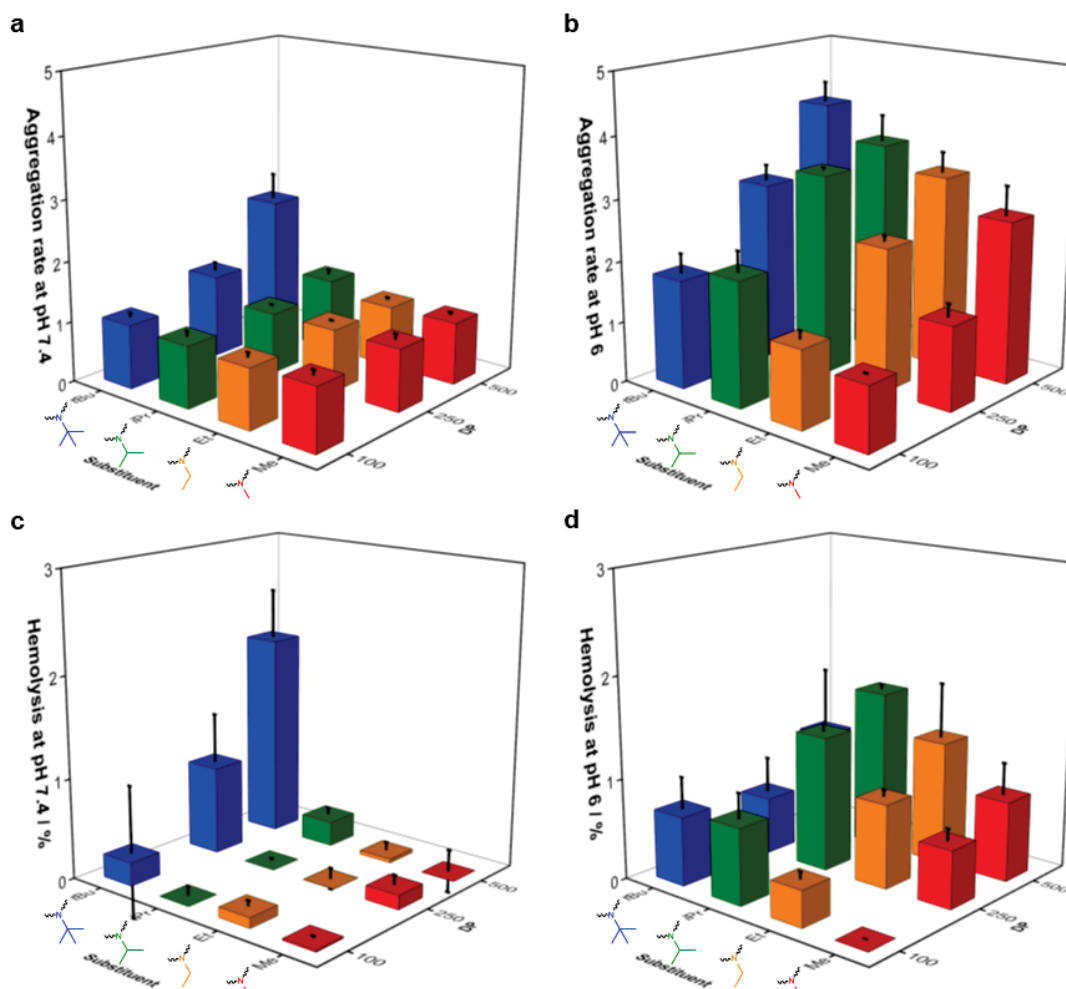 a
Aggregation rate at pH 7.4
5
4
3
2
1
0
tBu
iPr
Et
Me
N
N
N
N
Substituent
100
250
500
DP
b
Aggregation rate at pH 6
5
4
3
2
1
0
tBu
iPr
Et
Me
N
N
N
N
Substituent
100
250
500
DP
c
Hemolysis at pH 7.4 / %
3
2
1
0
tBu
iPr
Et
Me
N
N
N
N
Substituent
100
250
500
DP
d
Hemolysis at pH 6 / %
3
2
1
0
tBu
iPr
Et
Me
N
N
N
N
Substituent
100
250
500
DP